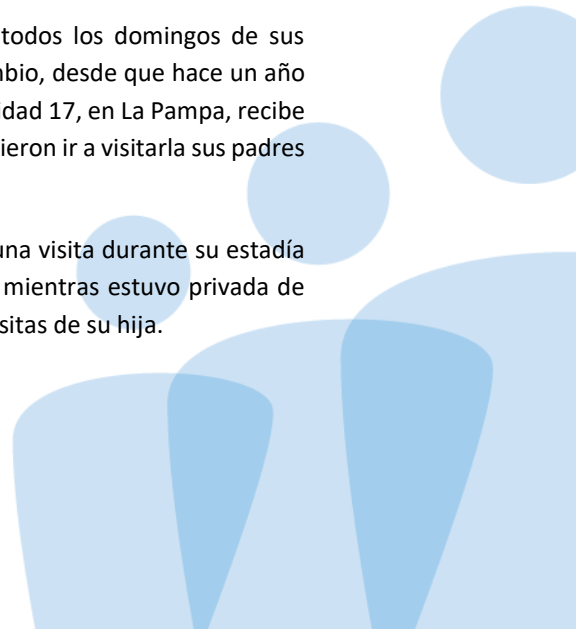 todos los domingos de sus
nbio, desde que hace un año
idad 17, en La Pampa, recibe
ieron ir a visitarla sus padres
una visita durante su estadía
mientras estuvo privada de
sitas de su hija.